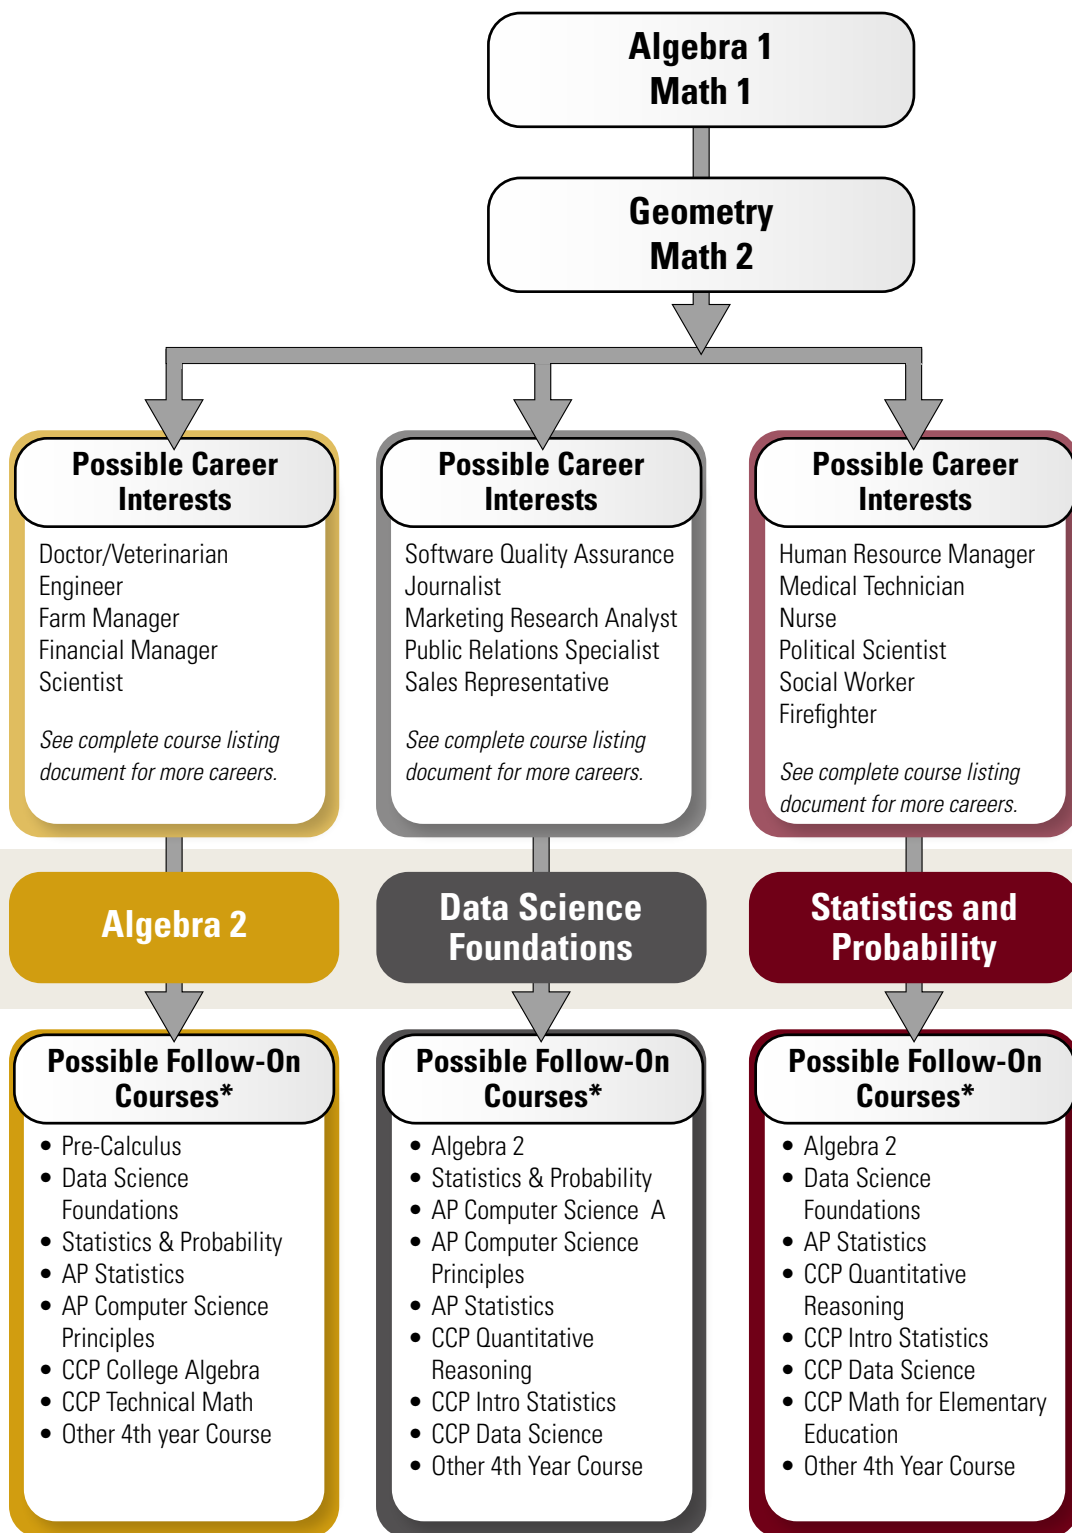 Algebra 1
Math 1
Geometry
Math 2
Possible Career
Interests
Doctor/Veterinarian
Engineer
Farm Manager
Financial Manager
Scientist
See complete course listing
document for more careers.
Possible Career
Interests
Software Quality Assurance
Journalist
Marketing Research Analyst
Public Relations Specialist
Sales Representative
See complete course listing
document for more careers.
Possible Career
Interests
Human Resource Manager
Medical Technician
Nurse
Political Scientist
Social Worker
Firefighter
See complete course listing
document for more careers.
Algebra 2
Data Science
Foundations
Statistics and
Probability
Possible Follow-On
Courses*
• Pre-Calculus
• Data Science
Foundations
• Statistics & Probability
• AP Statistics
• AP Computer Science
Principles
• CCP College Algebra
• CCP Technical Math
• Other 4th year Course
Possible Follow-On
Courses*
• Algebra 2
• Statistics & Probability
• AP Computer Science A
• AP Computer Science
Principles
• AP Statistics
• CCP Quantitative
Reasoning
• CCP Intro Statistics
• CCP Data Science
• Other 4th Year Course
Possible Follow-On
Courses*
• Algebra 2
• Data Science
Foundations
• AP Statistics
• CCP Quantitative
Reasoning
• CCP Intro Statistics
• CCP Data Science
• CCP Math for Elementary
Education
• Other 4th Year Course